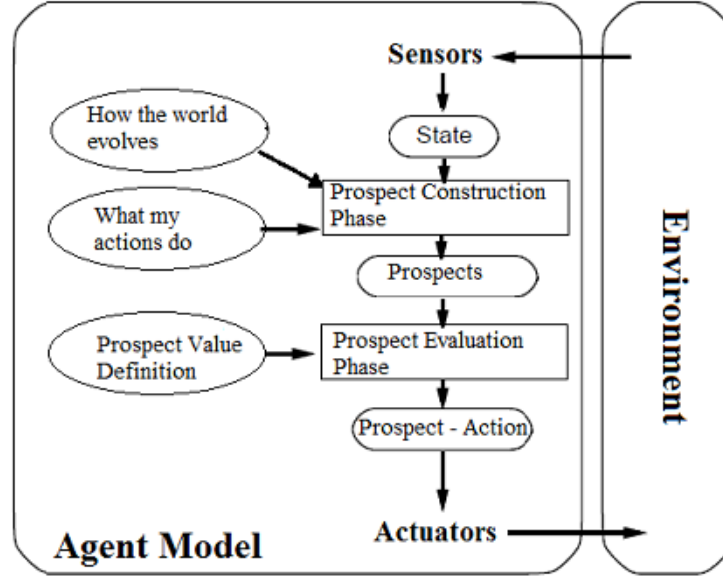 Sensors
How the world
evolves
State
Prospect Construction
Phase
What my
actions do
Prospects
Prospect Value
Definition
Prospect Evaluation
Phase
Prospect - Action
Actuators
Agent Model
Environment